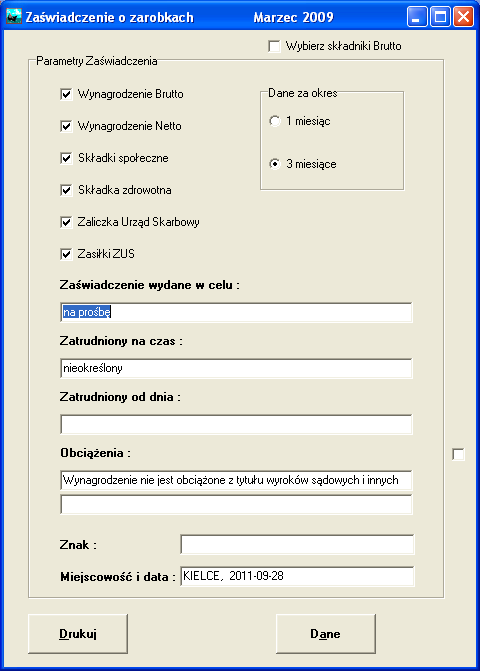 Zaświadczenie o zarobkach Marzec 2009
Wybierz składniki Brutto
Parametry Zaświadczenia
Wynagrodzenie Brutto
Dane za okres
1 miesiąc
Wynagrodzenie Netto
Składki społeczne
3 miesiące
Składka zdrowotna
Zaliczka Urząd Skarbowy
Zasiłki ZUS
Zaświadczenie wydane w celu :
na prośbę
Zatrudniony na czas :
nieokreślony
Zatrudniony od dnia :
Obciążenia :
Wynagrodzenie nie jest obciążone z tytułu wyroków sądowych i innych
Znak :
Miejscowość i data : KIELCE, 2011-09-28
Drukuj Dane